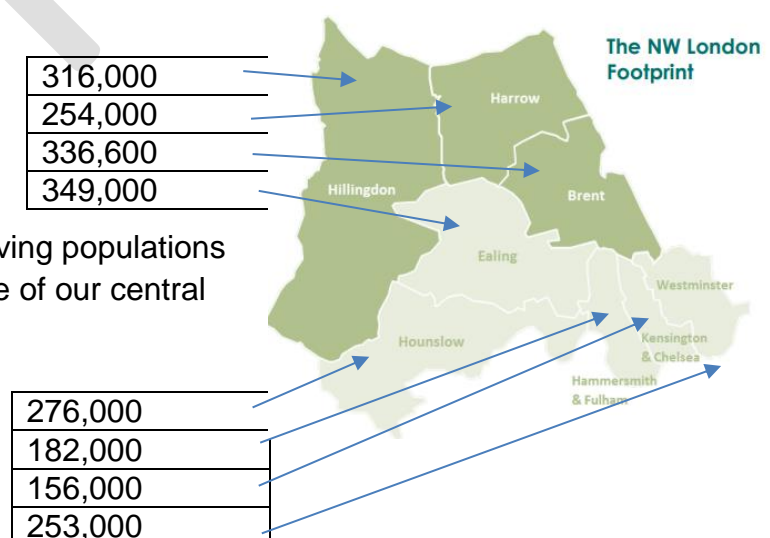 The NW London
Footprint
316,000
254,000
336,600
349,000
Harrow
Hillingdon
Brent
ving populations
e of our central
Ealing
Westminster
Hounslow
Kensington
& Chelsea
Hammersmith
& Fulham
276,000
182,000
156,000
253,000